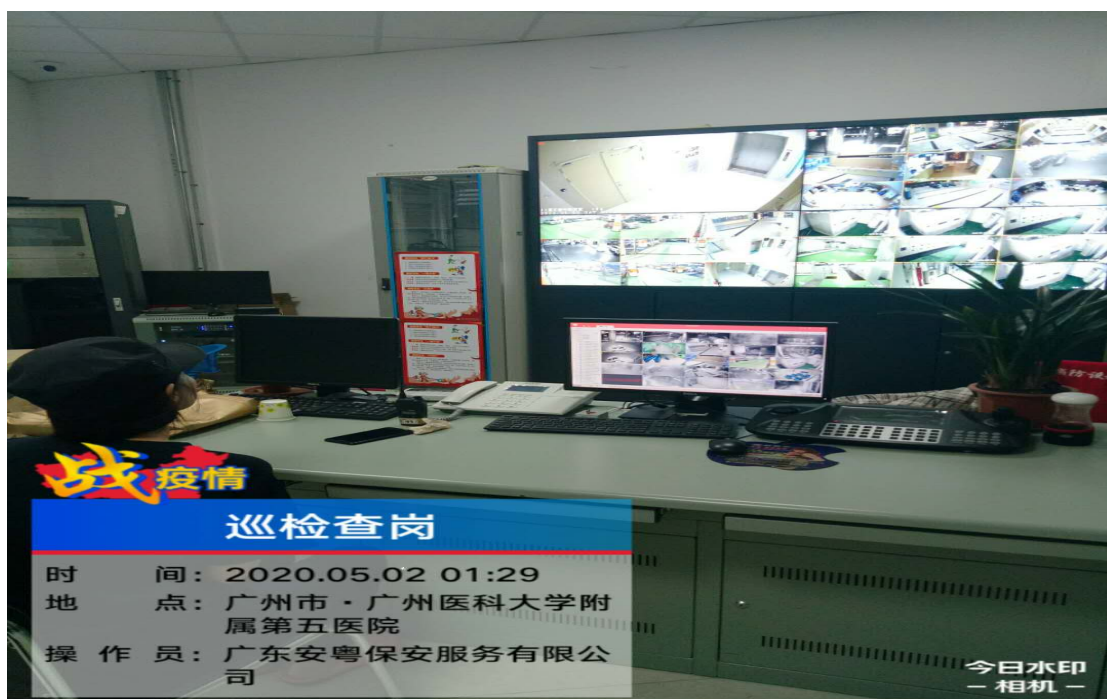 战疫情
巡检查岗
时 间：2020.05.02 01:29
地 点：广州市·广州医科大学附
属第五医院
操 作 员：广东安粤保安服务有限公
司
今日水印
– 相机 –